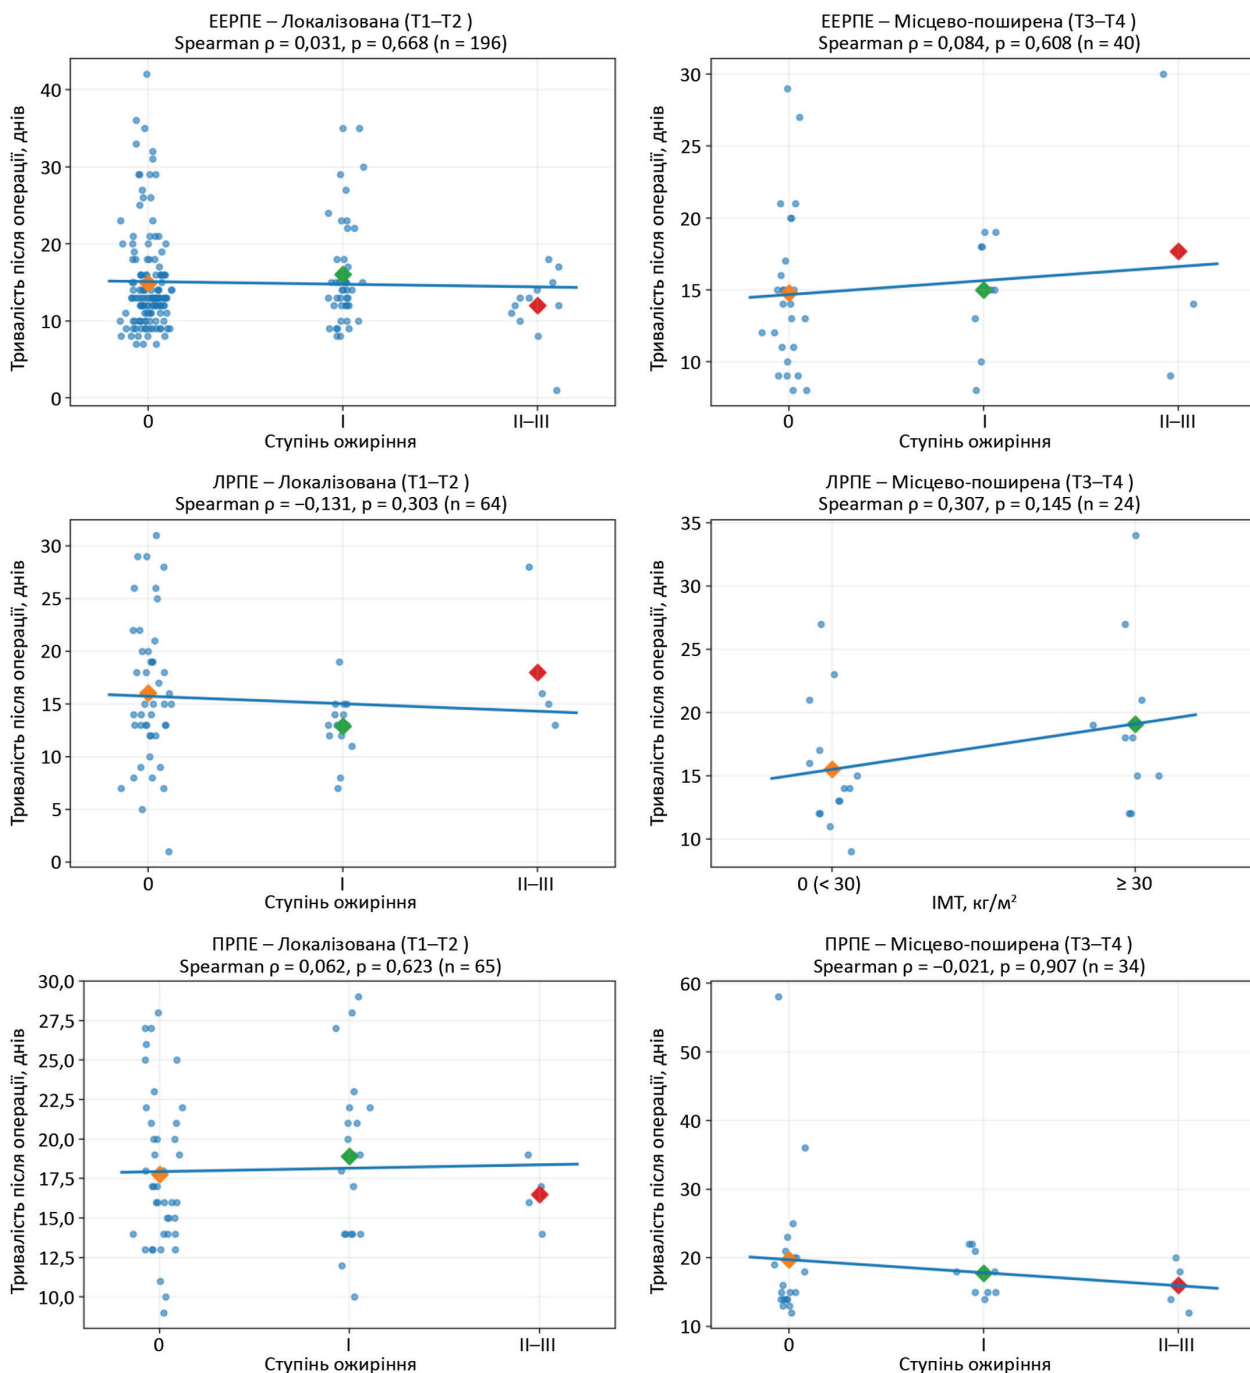 ЕЕРПЕ – Локалізована (T1–T2 )
Spearman ρ = 0,031, p = 0,668 (n = 196)
Тривалість після операції, днів
40
30
20
10
0
0
I
II–III
Ступінь ожиріння
ЕЕРПЕ – Місцево-поширена (T3–T4 )
Spearman ρ = 0,084, p = 0,608 (n = 40)
Тривалість після операції, днів
30
25
20
15
10
0
I
II–III
Ступінь ожиріння
ЛРПЕ – Локалізована (T1–T2 )
Spearman ρ = –0,131, p = 0,303 (n = 64)
Тривалість після операції, днів
30
25
20
15
10
5
0
0
I
II–III
Ступінь ожиріння
ЛРПЕ – Місцево-поширена (T3–T4 )
Spearman ρ = 0,307, p = 0,145 (n = 24)
Тривалість після операції, днів
35
30
25
20
15
10
0 (< 30)
≥ 30
ІМТ, кг/м²
ПРПЕ – Локалізована (T1–T2 )
Spearman ρ = 0,062, p = 0,623 (n = 65)
Тривалість після операції, днів
30,0
27,5
25,0
22,5
20,0
17,5
15,0
12,5
10,0
0
I
II–III
Ступінь ожиріння
ПРПЕ – Місцево-поширена (T3–T4 )
Spearman ρ = –0,021, p = 0,907 (n = 34)
Тривалість після операції, днів
60
50
40
30
20
10
0
I
II–III
Ступінь ожиріння